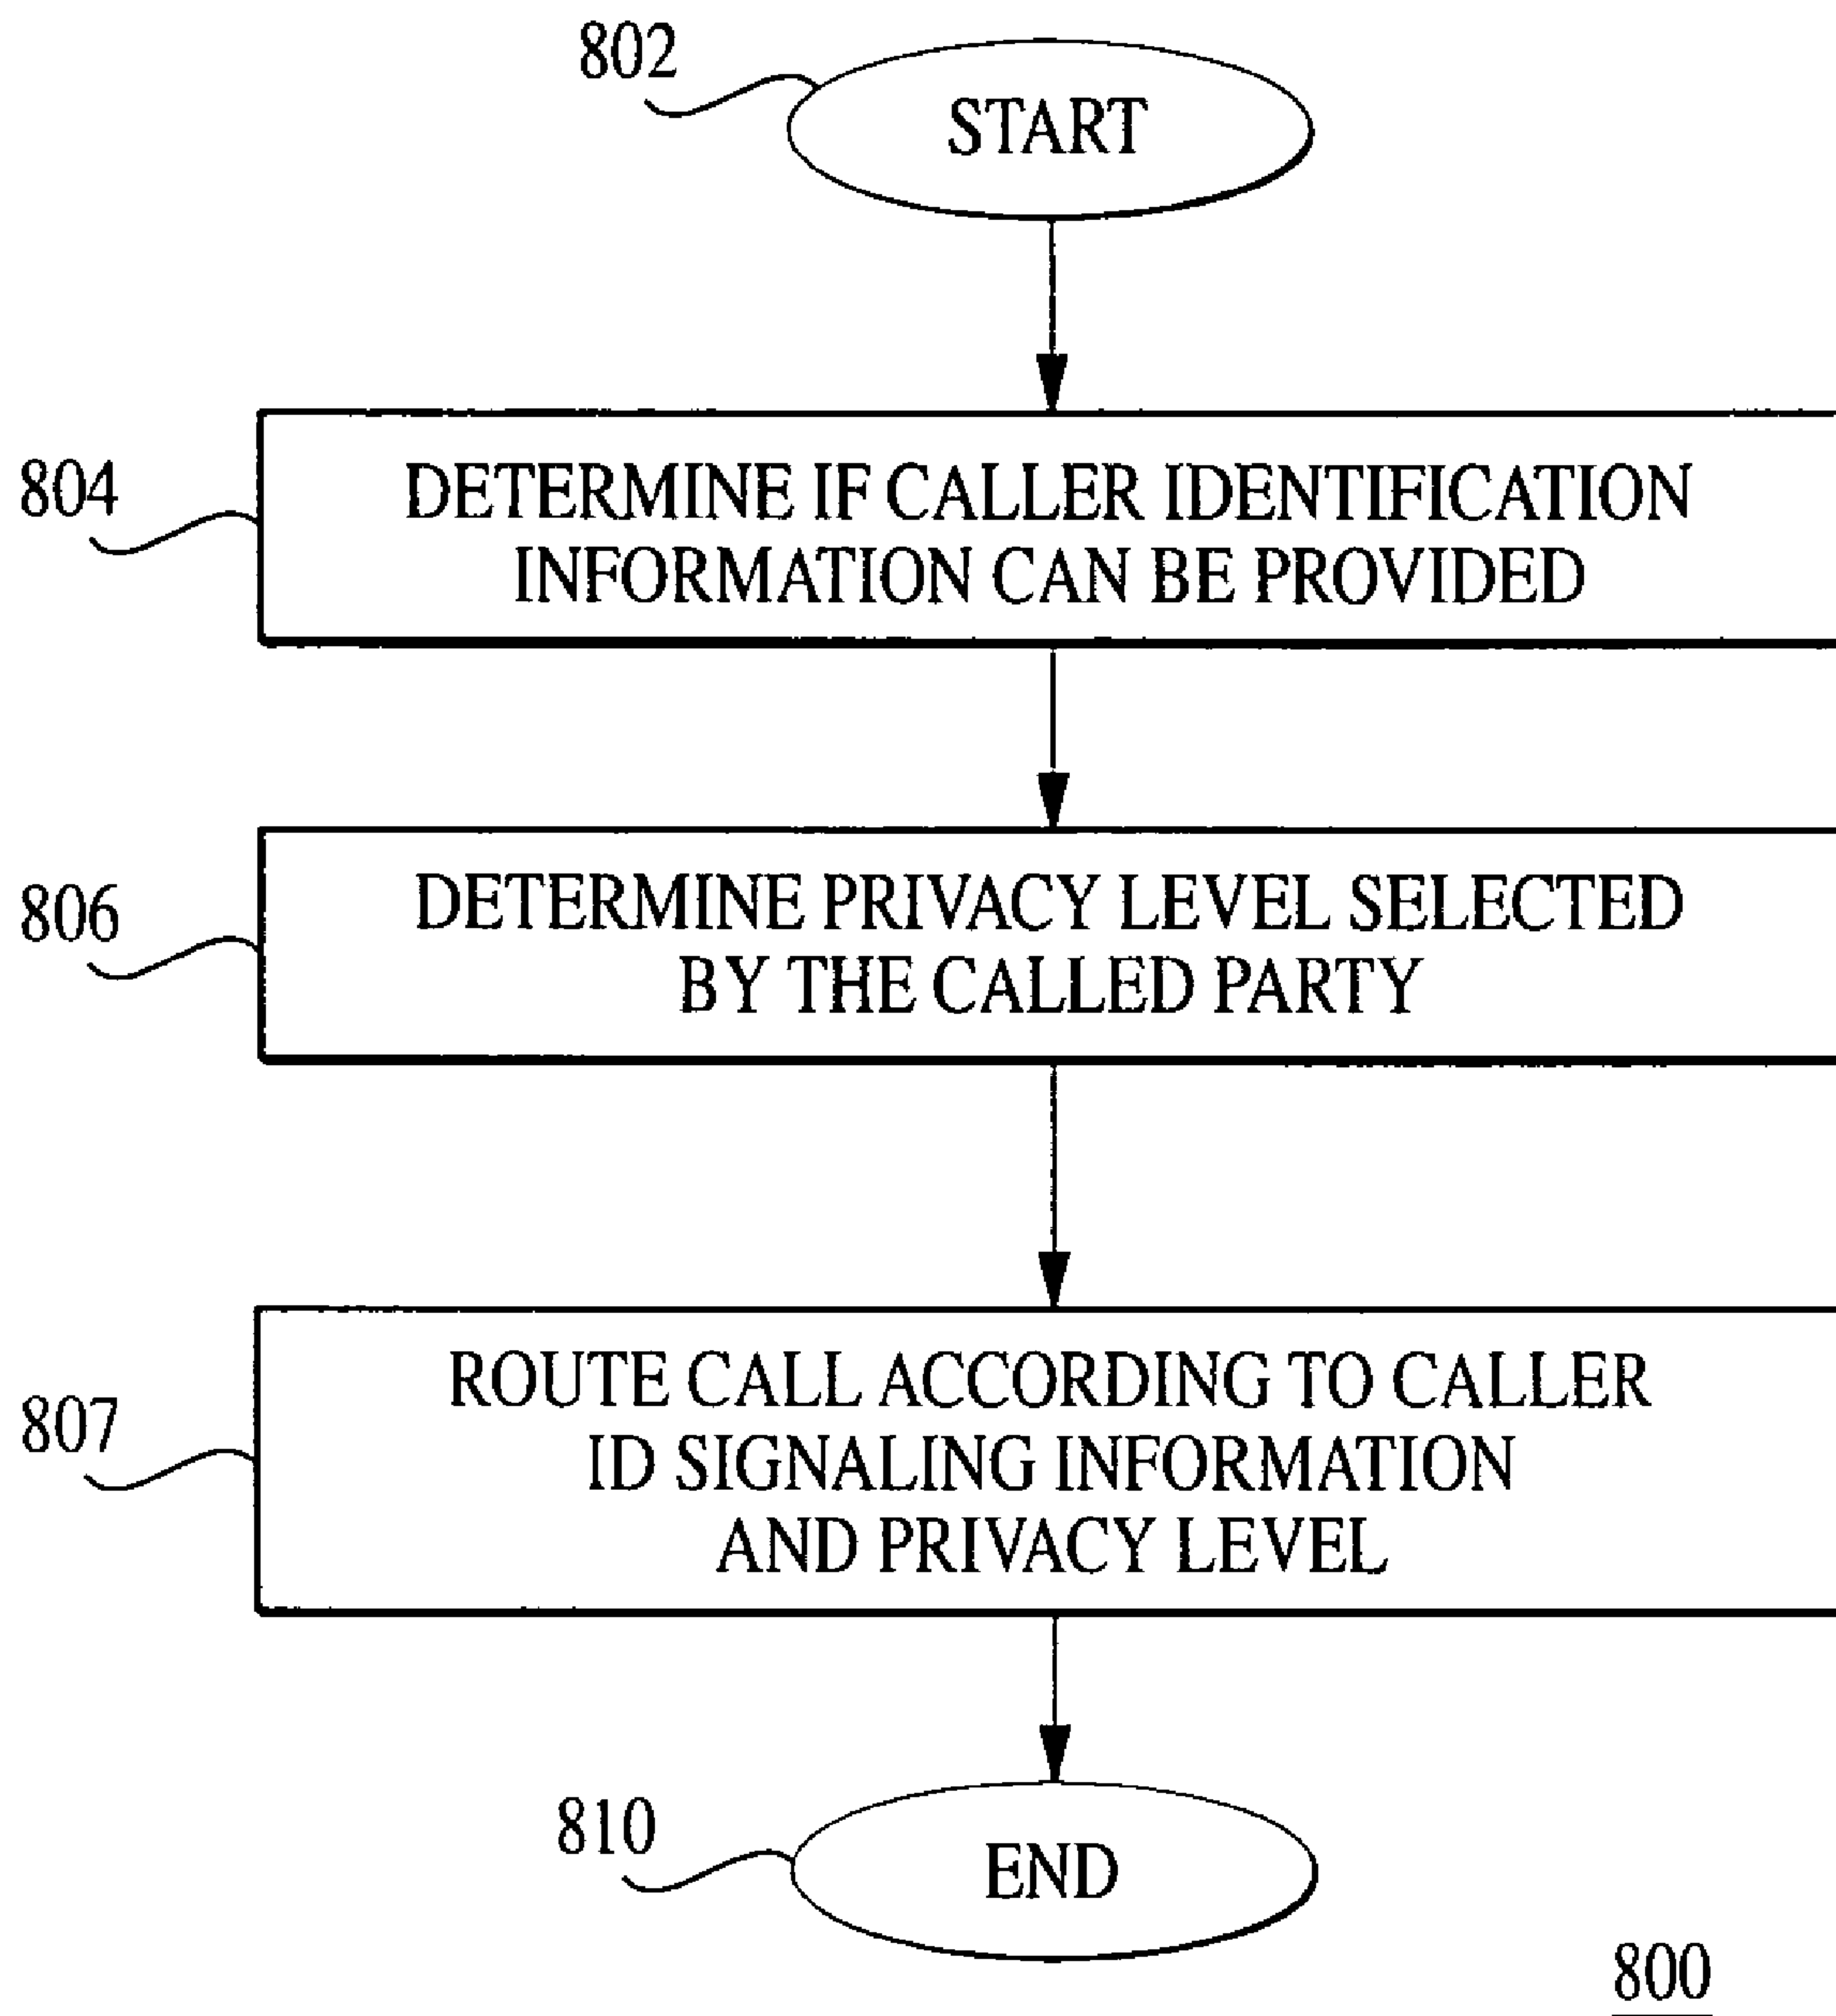 802
START
804
DETERMINE IF CALLER IDENTIFICATION
INFORMATION CAN BE PROVIDED
806
DETERMINE PRIVACY LEVEL SELECTED
BY THE CALLED PARTY
807
ROUTE CALL ACCORDING TO CALLER
ID SIGNALING INFORMATION
AND PRIVACY LEVEL
810
END
800